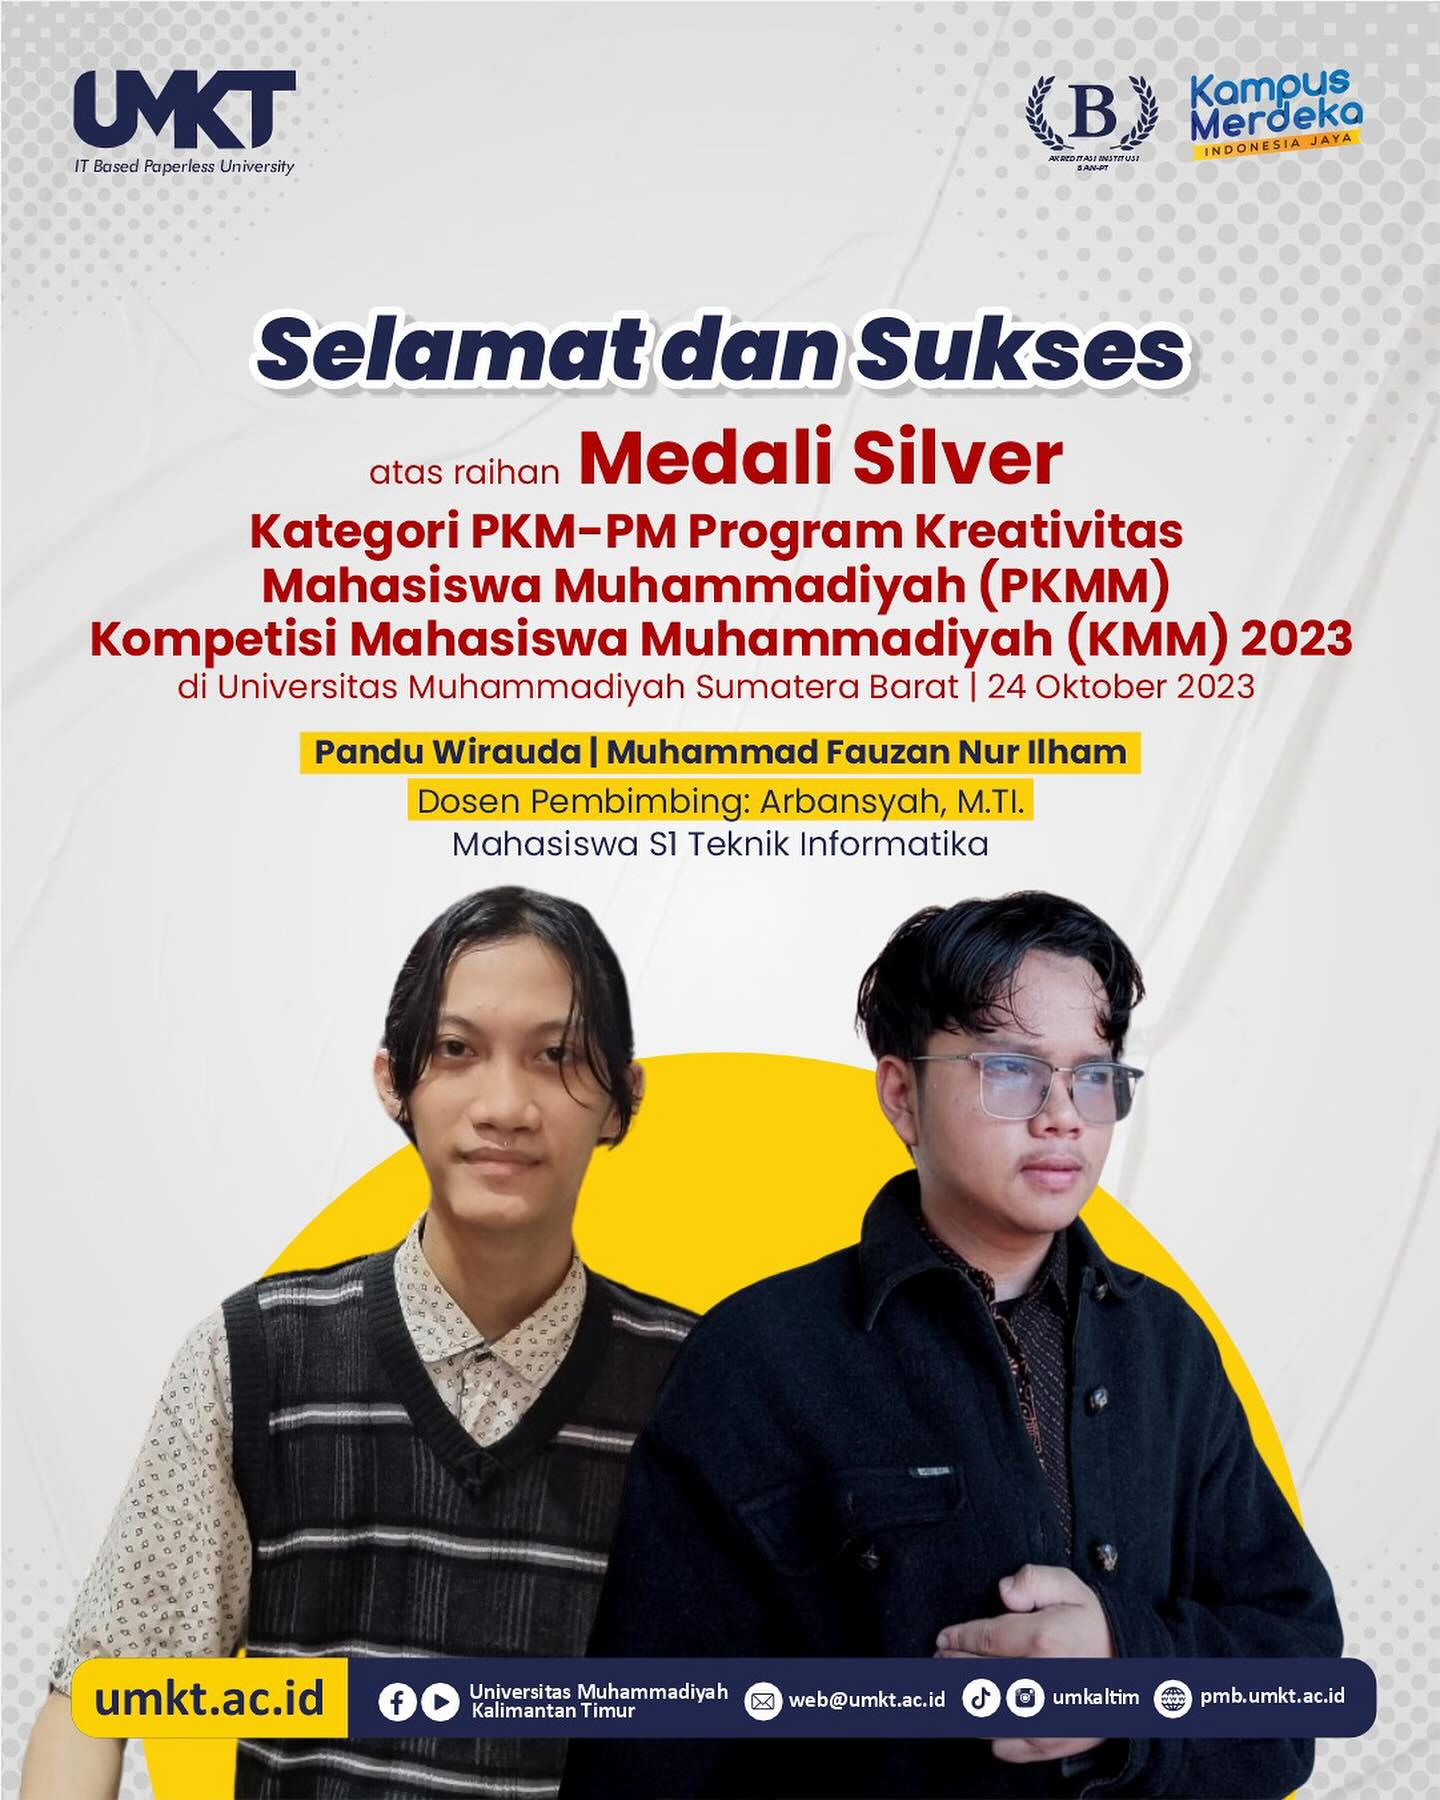 UMKT
IT Based Paperless University
B
AKREDITASI INSTITUSI
BAN-PT
Kampus
Merdeka
INDONESIA JAYA
Selamat dan Sukses
atas raihan Medali Silver
Kategori PKM-PM Program Kreativitas
Mahasiswa Muhammadiyah (PKMM)
Kompetisi Mahasiswa Muhammadiyah (KMM) 2023
di Universitas Muhammadiyah Sumatera Barat | 24 Oktober 2023
Pandu Wirauda | Muhammad Fauzan Nur Ilham
Dosen Pembimbing: Arbansyah, M.TI.
Mahasiswa S1 Teknik Informatika
umkt.ac.id
Universitas Muhammadiyah
Kalimantan Timur
web@umkt.ac.id
umkaltim
pmb.umkt.ac.id